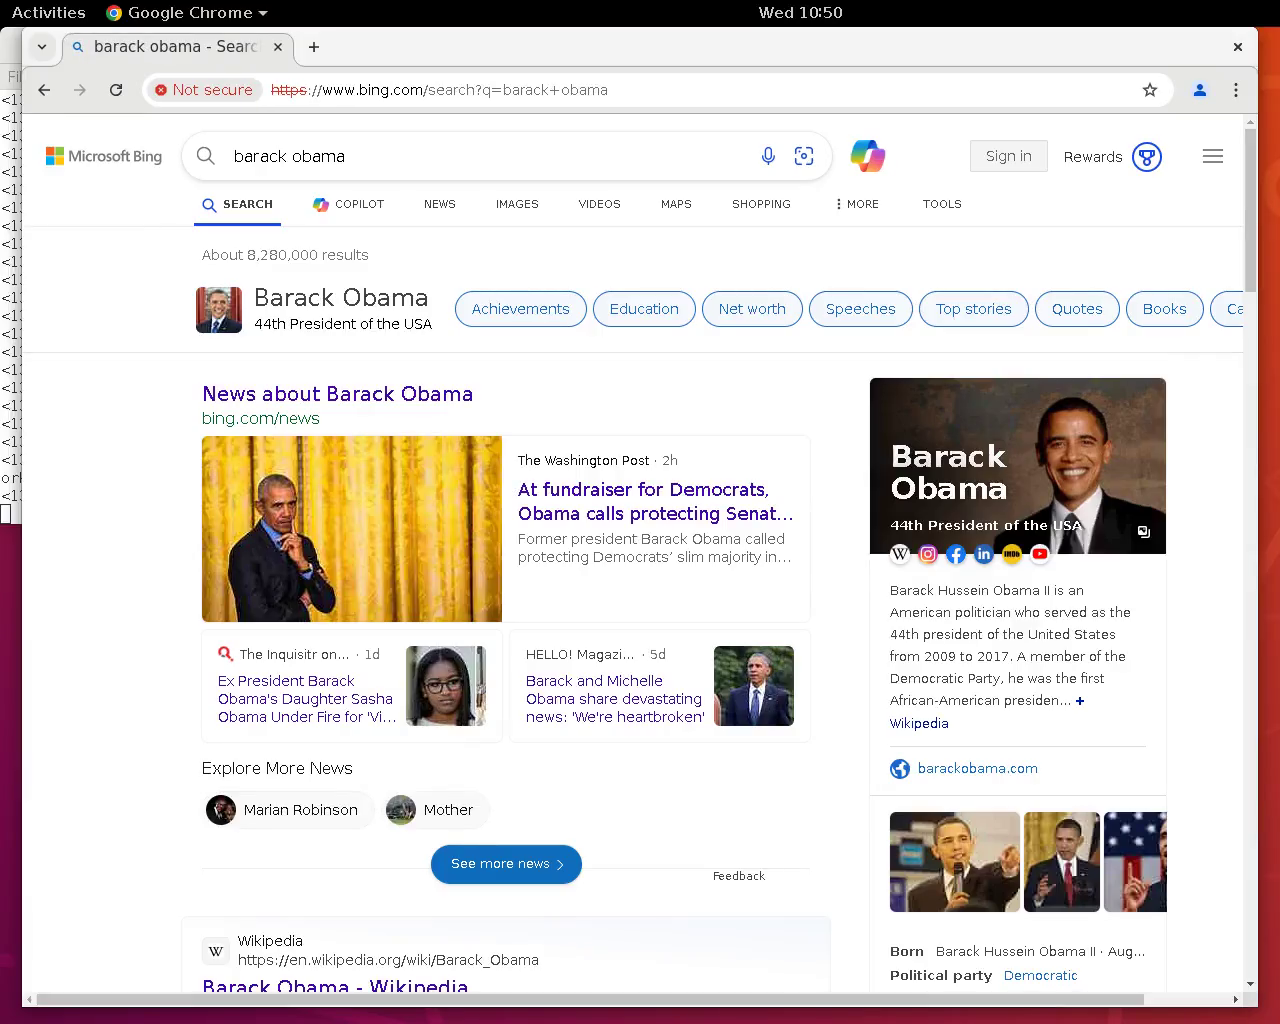 Activities Google Chrome Wed 10:50
barack obama - Searc
Not secure https://www.bing.com/search?q=barack+obama
Microsoft Bing barack obama Sign in Rewards
SEARCH COPILOT NEWS IMAGES VIDEOS MAPS SHOPPING MORE TOOLS
About 8,280,000 results
Barack Obama
44th President of the USA
Achievements Education Net worth Speeches Top stories Quotes Books Ca
News about Barack Obama
bing.com/news
The Washington Post · 2h
At fundraiser for Democrats,
Obama calls protecting Senat...
Former president Barack Obama called
protecting Democrats’ slim majority in...
The Inquisitr on... · 1d
Ex President Barack
Obama's Daughter Sasha
Obama Under Fire for 'Vi...
HELLO! Magazi... · 5d
Barack and Michelle
Obama share devastating
news: 'We're heartbroken'
Explore More News
Marian Robinson Mother
See more news
Feedback
W Wikipedia
https://en.wikipedia.org/wiki/Barack_Obama
Barack Obama - Wikipedia
Barack
Obama
44th President of the USA
W in IMDb
Barack Hussein Obama II is an
American politician who served as the
44th president of the United States
from 2009 to 2017. A member of the
Democratic Party, he was the first
African-American presiden... +
Wikipedia
barackobama.com
Born Barack Hussein Obama II · Aug...
Political party Democratic